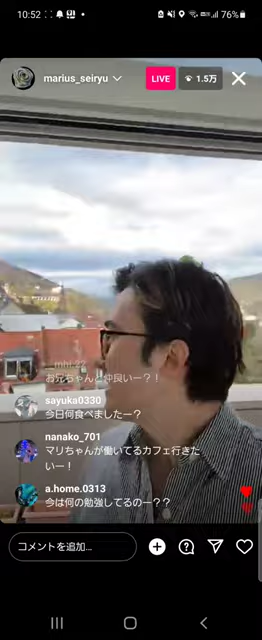 10:52
76%
marius_seiryu
LIVE
1.5万
_mhi.22
お兄ちゃんと仲良いー？！
sayuka0330
今日何食べましたー？
nanako_701
マリちゃんが働いてるカフェ行きた
いー！
a.home.0313
今は何の勉強してるのー？？
コメントを追加...